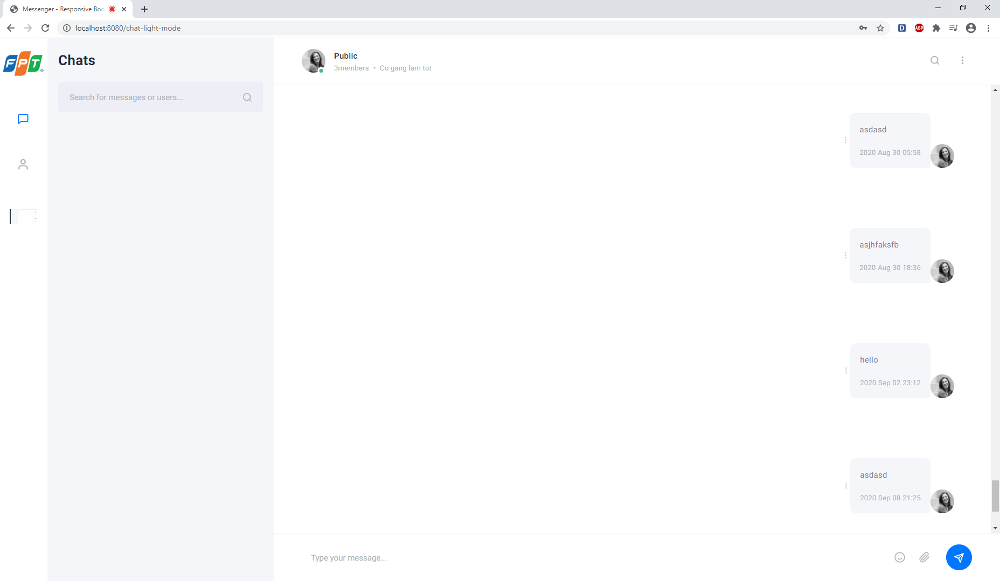 Messenger - Responsive Boo
localhost:8080/chat-light-mode
D
ABP
FPT
Chats
Search for messages or users...
Public
3members • Co gang lam tot
asdasd
2020 Aug 30 05:58
asjhfaksfb
2020 Aug 30 18:36
hello
2020 Sep 02 23:12
asdasd
2020 Sep 08 21:25
Type your message...